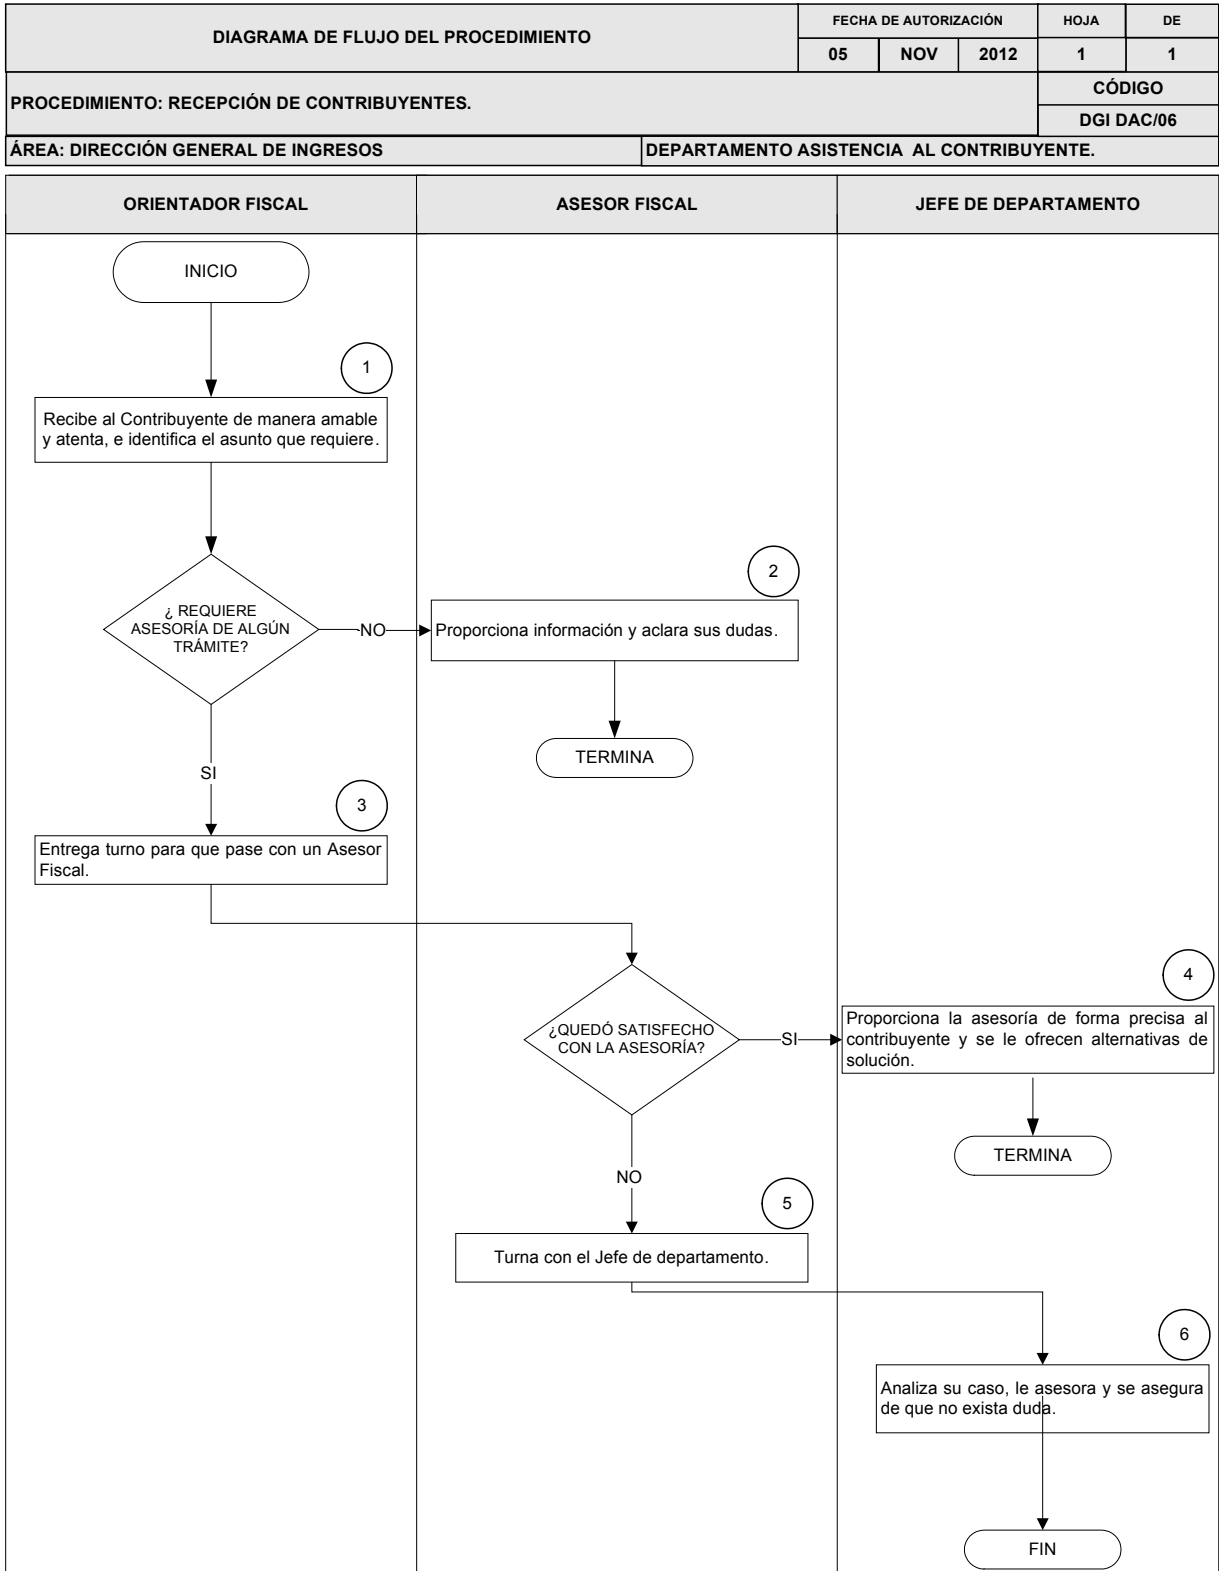 DIAGRAMA DE FLUJO DEL PROCEDIMIENTO
FECHA DE AUTORIZACIÓN
HOJA
DE
05
NOV
2012
1
1
PROCEDIMIENTO: RECEPCIÓN DE CONTRIBUYENTES.
CÓDIGO
DGI DAC/06
ÁREA: DIRECCIÓN GENERAL DE INGRESOS
DEPARTAMENTO ASISTENCIA AL CONTRIBUYENTE.
ORIENTADOR FISCAL
ASESOR FISCAL
JEFE DE DEPARTAMENTO
INICIO
1
Recibe al Contribuyente de manera amable
y atenta, e identifica el asunto que requiere.
¿ REQUIERE
ASESORÍA DE ALGÚN
TRÁMITE?
NO
2
Proporciona información y aclara sus dudas.
TERMINA
SI
3
Entrega turno para que pase con un Asesor
Fiscal.
¿QUEDÓ SATISFECHO
CON LA ASESORÍA?
SI
4
Proporciona la asesoría de forma precisa al
contribuyente y se le ofrecen alternativas de
solución.
TERMINA
NO
5
Turna con el Jefe de departamento.
6
Analiza su caso, le asesora y se asegura
de que no exista duda.
FIN